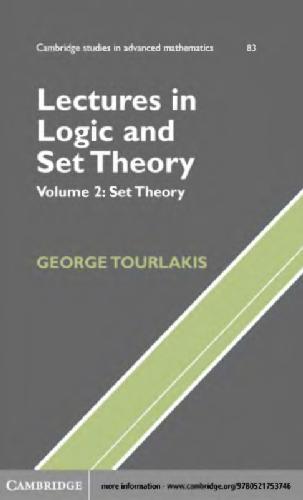 Cambridge studies in advanced mathematics 83
Lectures in
Logic and
Set Theory
Volume 2: Set Theory
GEORGE TOURLAKIS
CAMBRIDGE more information - www.cambridge.org/9780521753746